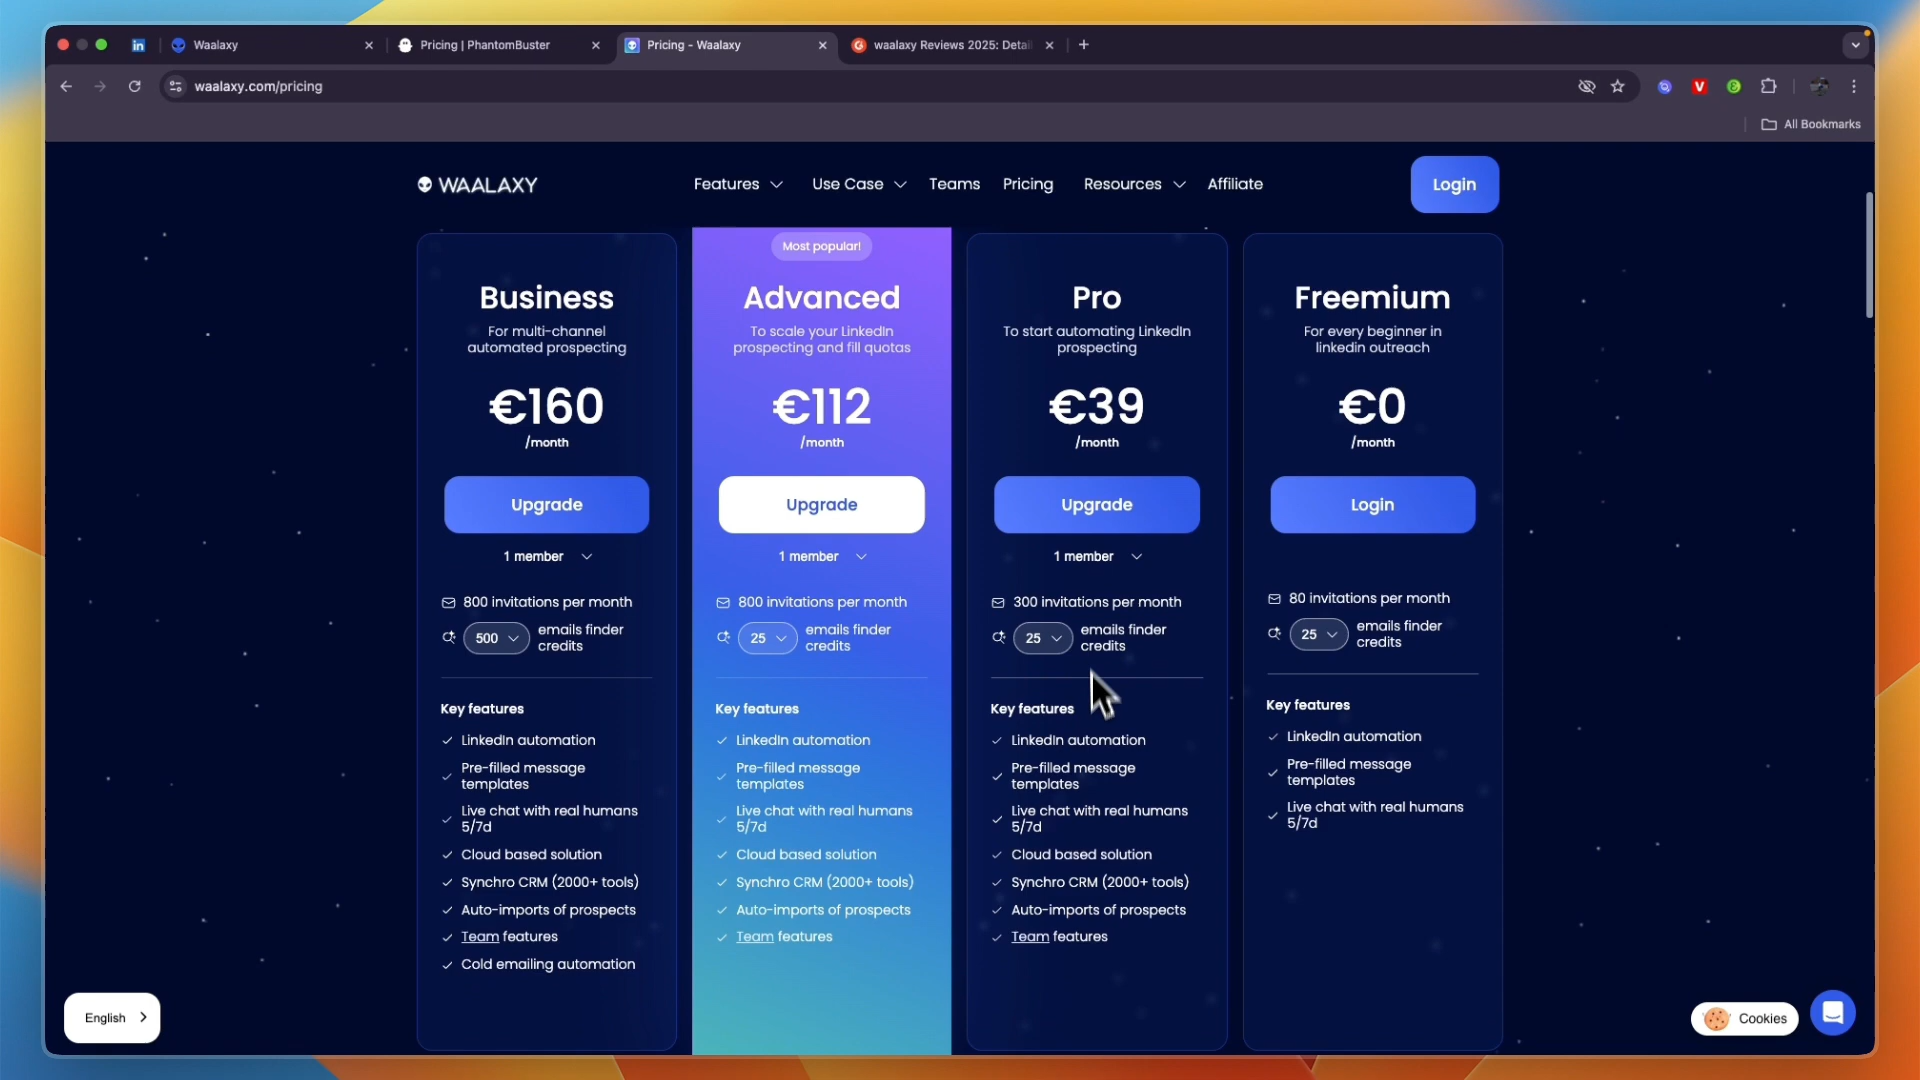 Waalaxy
Pricing | PhantomBuster
Pricing - Waalaxy
waalaxy Reviews 2025: Detai
waalaxy.com/pricing
All Bookmarks
WAALAXY
Features
Use Case
Teams
Pricing
Resources
Affiliate
Login
Business
For multi-channel
automated prospecting
€160
/month
Upgrade
1 member
800 invitations per month
500
emails finder
credits
Key features
LinkedIn automation
Pre-filled message
templates
Live chat with real humans
5/7d
Cloud based solution
Synchro CRM (2000+ tools)
Auto-imports of prospects
Team features
Cold emailing automation
Most popular!
Advanced
To scale your LinkedIn
prospecting and fill quotas
€112
/month
Upgrade
1 member
800 invitations per month
25
emails finder
credits
Key features
LinkedIn automation
Pre-filled message
templates
Live chat with real humans
5/7d
Cloud based solution
Synchro CRM (2000+ tools)
Auto-imports of prospects
Team features
Pro
To start automating LinkedIn
prospecting
€39
/month
Upgrade
1 member
300 invitations per month
25
emails finder
credits
Key features
LinkedIn automation
Pre-filled message
templates
Live chat with real humans
5/7d
Cloud based solution
Synchro CRM (2000+ tools)
Auto-imports of prospects
Team features
Freemium
For every beginner in
linkedin outreach
€0
/month
Login
80 invitations per month
25
emails finder
credits
Key features
LinkedIn automation
Pre-filled message
templates
Live chat with real humans
5/7d
English
Cookies